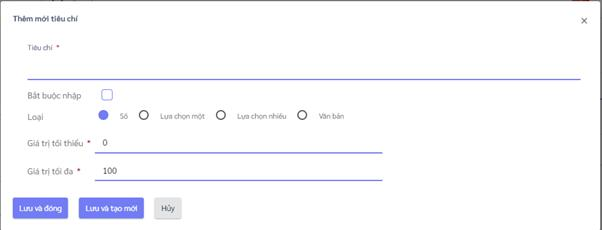 Thêm mới tiêu chí
×
Tiêu chí *
Bắt buộc nhập
Loại Số Lựa chọn một Lựa chọn nhiều Văn bản
Giá trị tối thiểu * 0
Giá trị tối đa * 100
Lưu và đóng Lưu và tạo mới Hủy